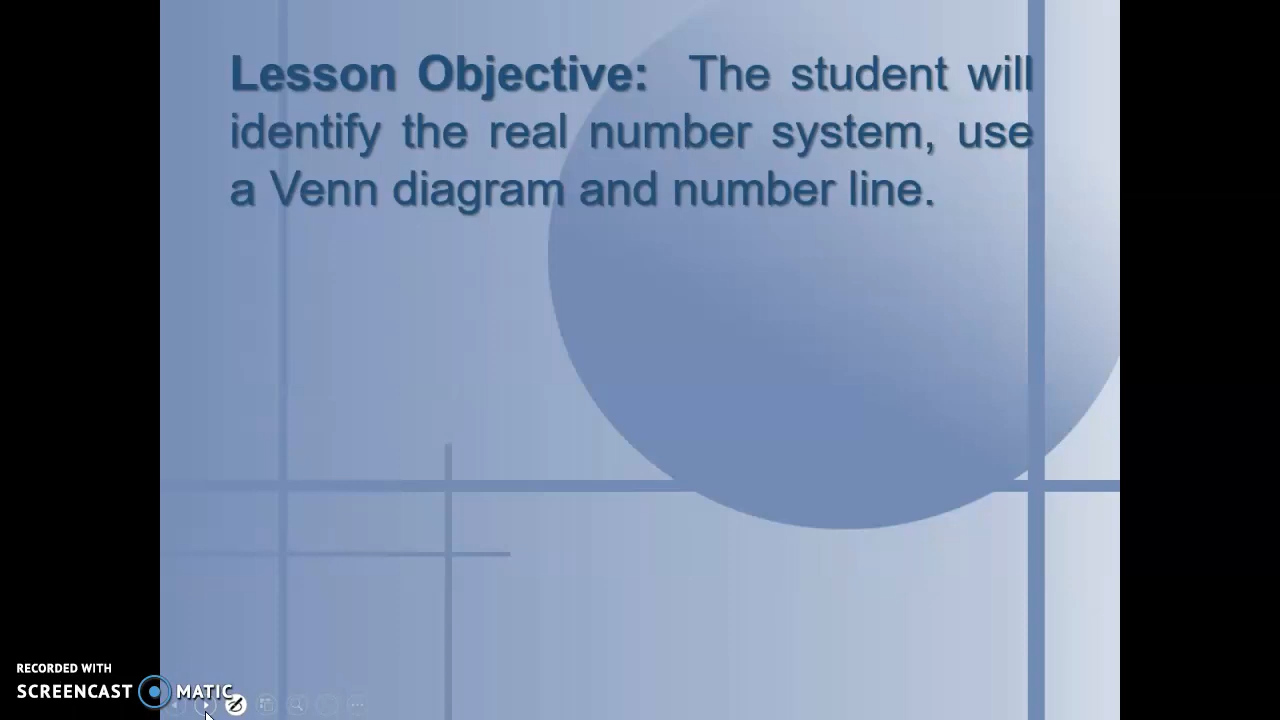 Lesson Objective: The student will
identify the real number system, use
a Venn diagram and number line.
RECORDED WITH
SCREENCAST MATIC